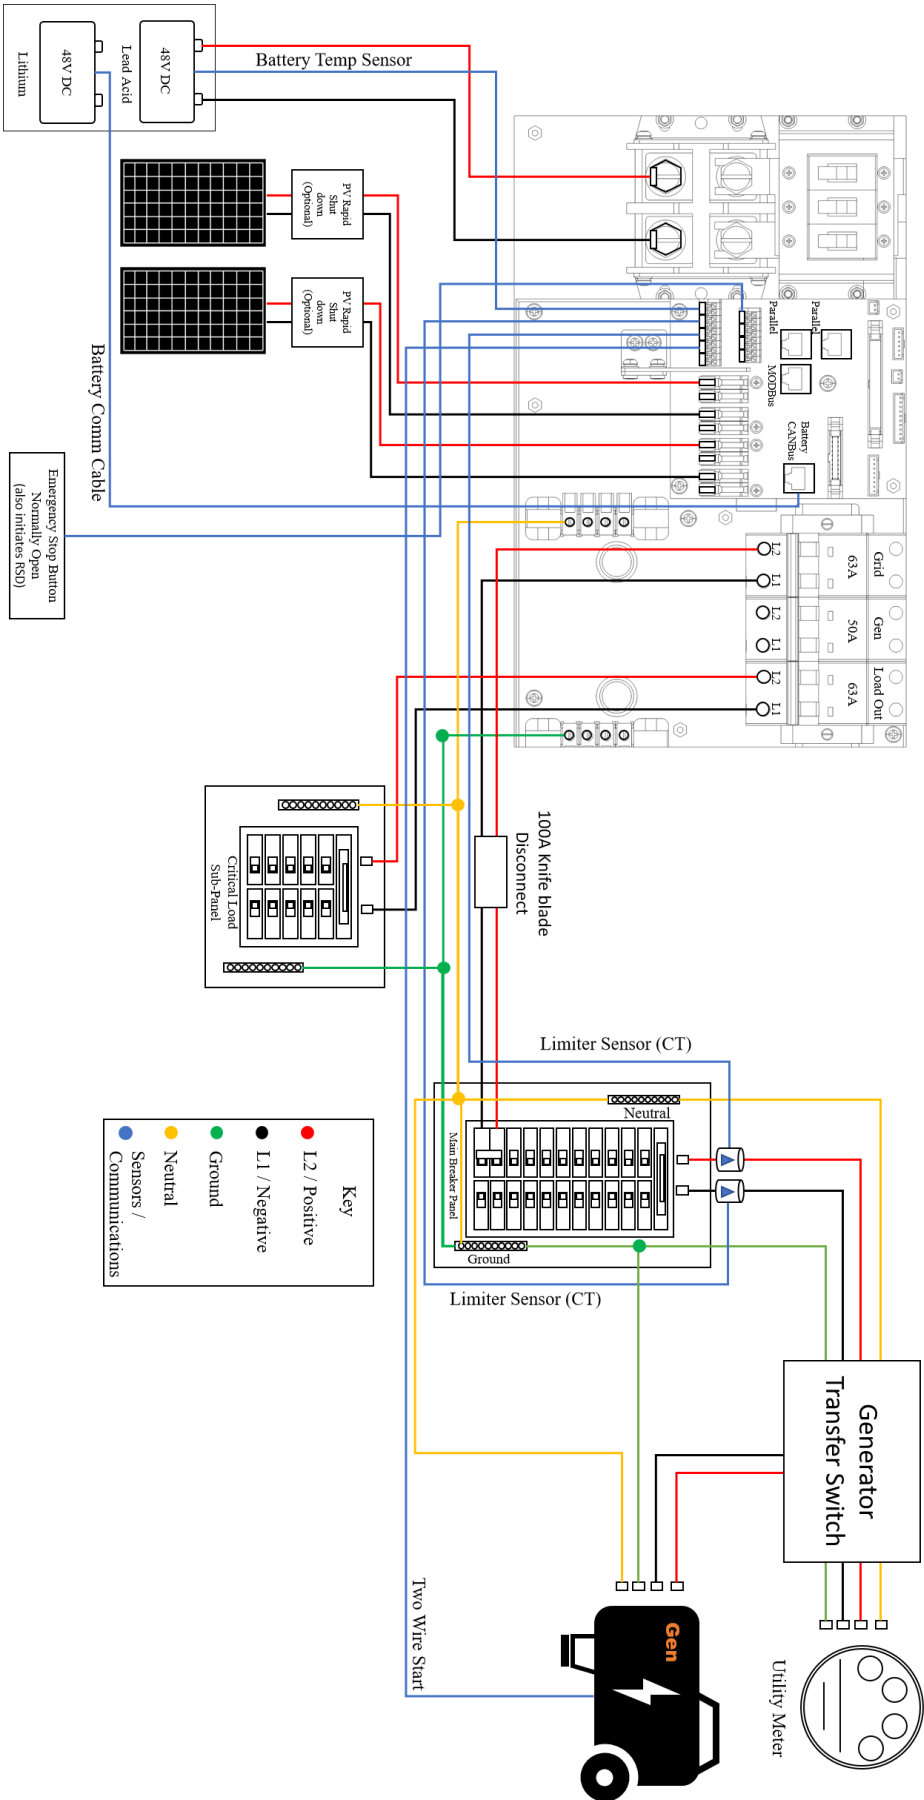 48V DC
Lithium
48V DC
Lead Acid
Battery Temp Sensor
PV Rapid
Shut
down
(Optional)
PV Rapid
Shut
down
(Optional)
Battery Comm Cable
Emergency Stop Button
Normally Open
(also initiates RSD)
Parallel
Parallel
MODBus
Battery
CANBus
L2
L1
63A
Grid
L2
L1
50A
Gen
L2
L1
63A
Load Out
100A Knife blade
Disconnect
Critical Load
Sub-Panel
Limiter Sensor (CT)
Neutral
Main Breaker Panel
Ground
Limiter Sensor (CT)
Key
L2 / Positive
L1 / Negative
Ground
Neutral
Sensors /
Communications
Generator
Transfer Switch
Two Wire Start
Gen
Utility Meter